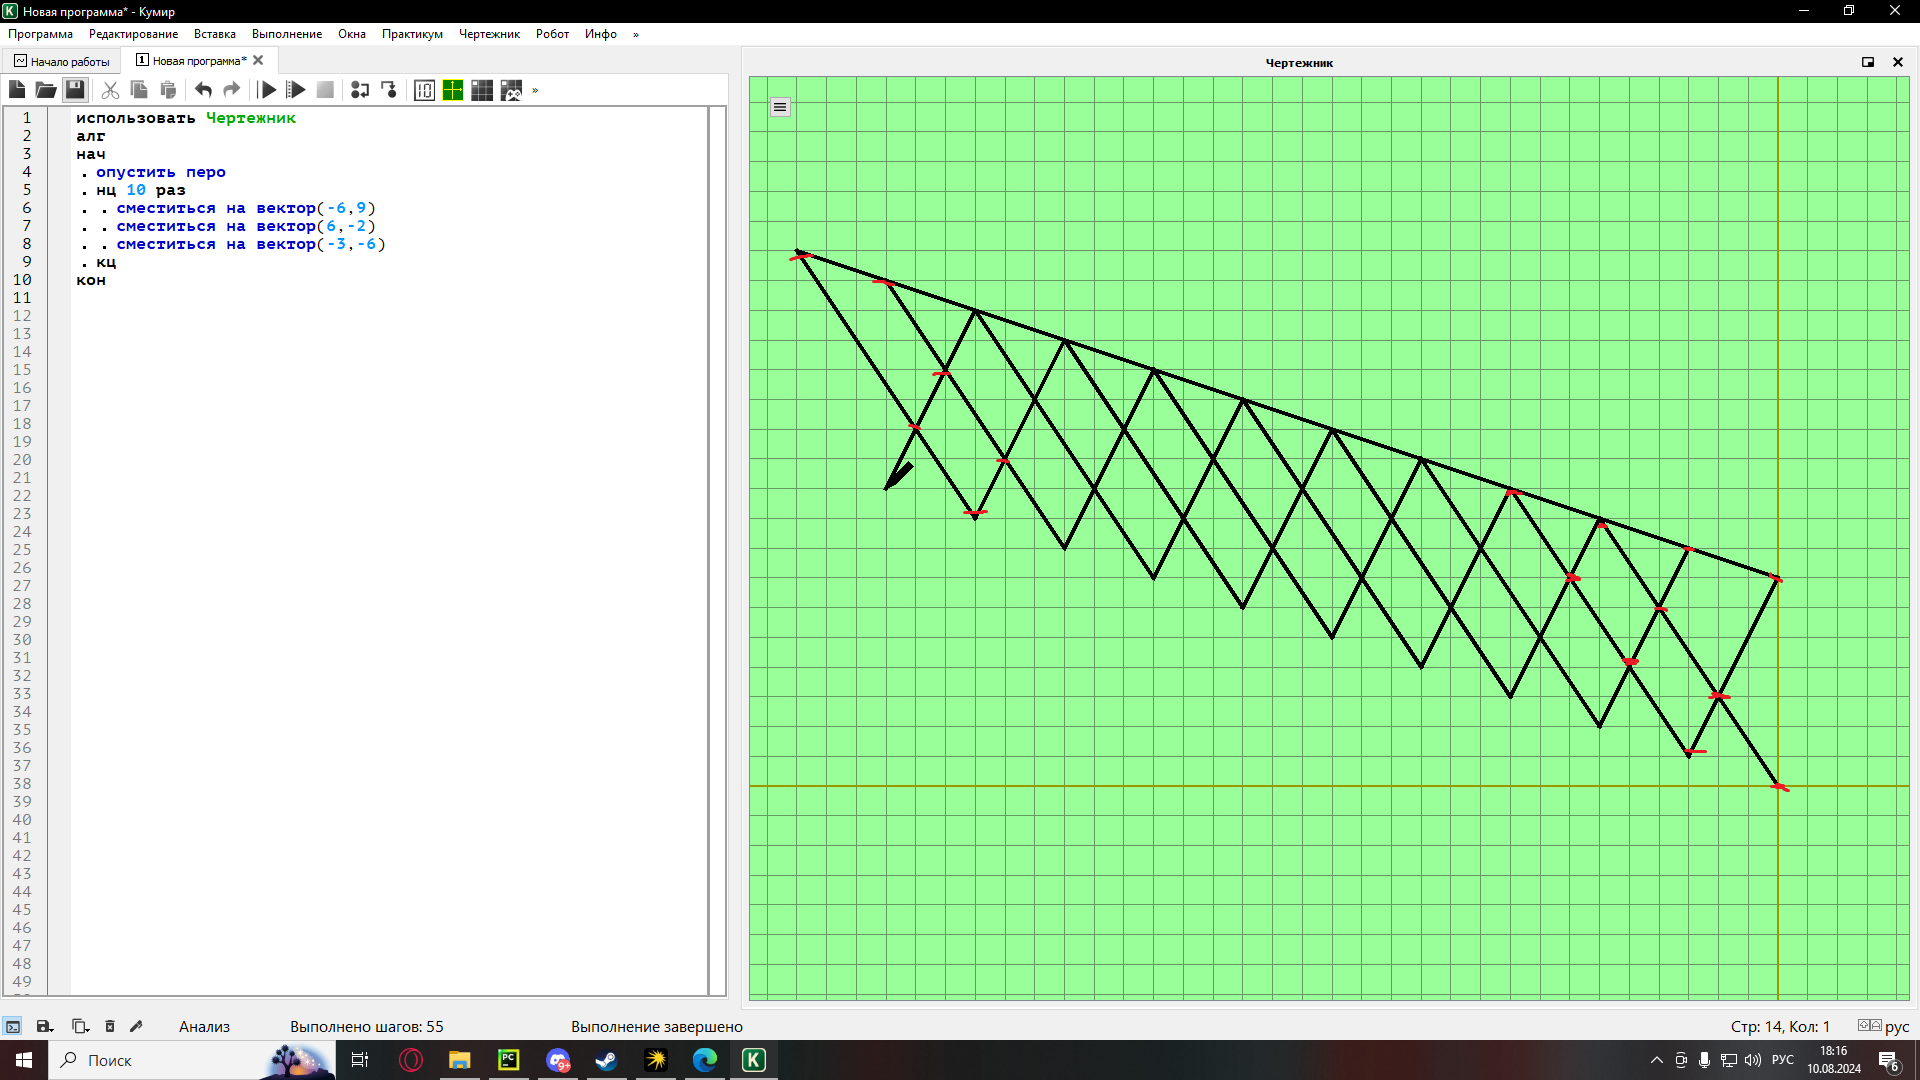 Новая программа* - Кумир
Программа Редактирование Вставка Выполнение Окна Практикум Чертежник Робот Инфо »
Начало работы 1 Новая программа*
Чертежник
»
1 использовать Чертежник
2 алг
3 нач
4 . опустить перо
5 . нц 10 раз
6 . . сместиться на вектор(-6,9)
7 . . сместиться на вектор(6,-2)
8 . . сместиться на вектор(-3,-6)
9 . кц
10 кон
11
12
13
14
15
16
17
18
19
20
21
22
23
24
25
26
27
28
29
30
31
32
33
34
35
36
37
38
39
40
41
42
43
44
45
46
47
48
49
Анализ Выполнено шагов: 55 Выполнение завершено Стр: 14, Кол: 1 рус
Поиск PC 9+ K РУС 18:16
10.08.2024 6